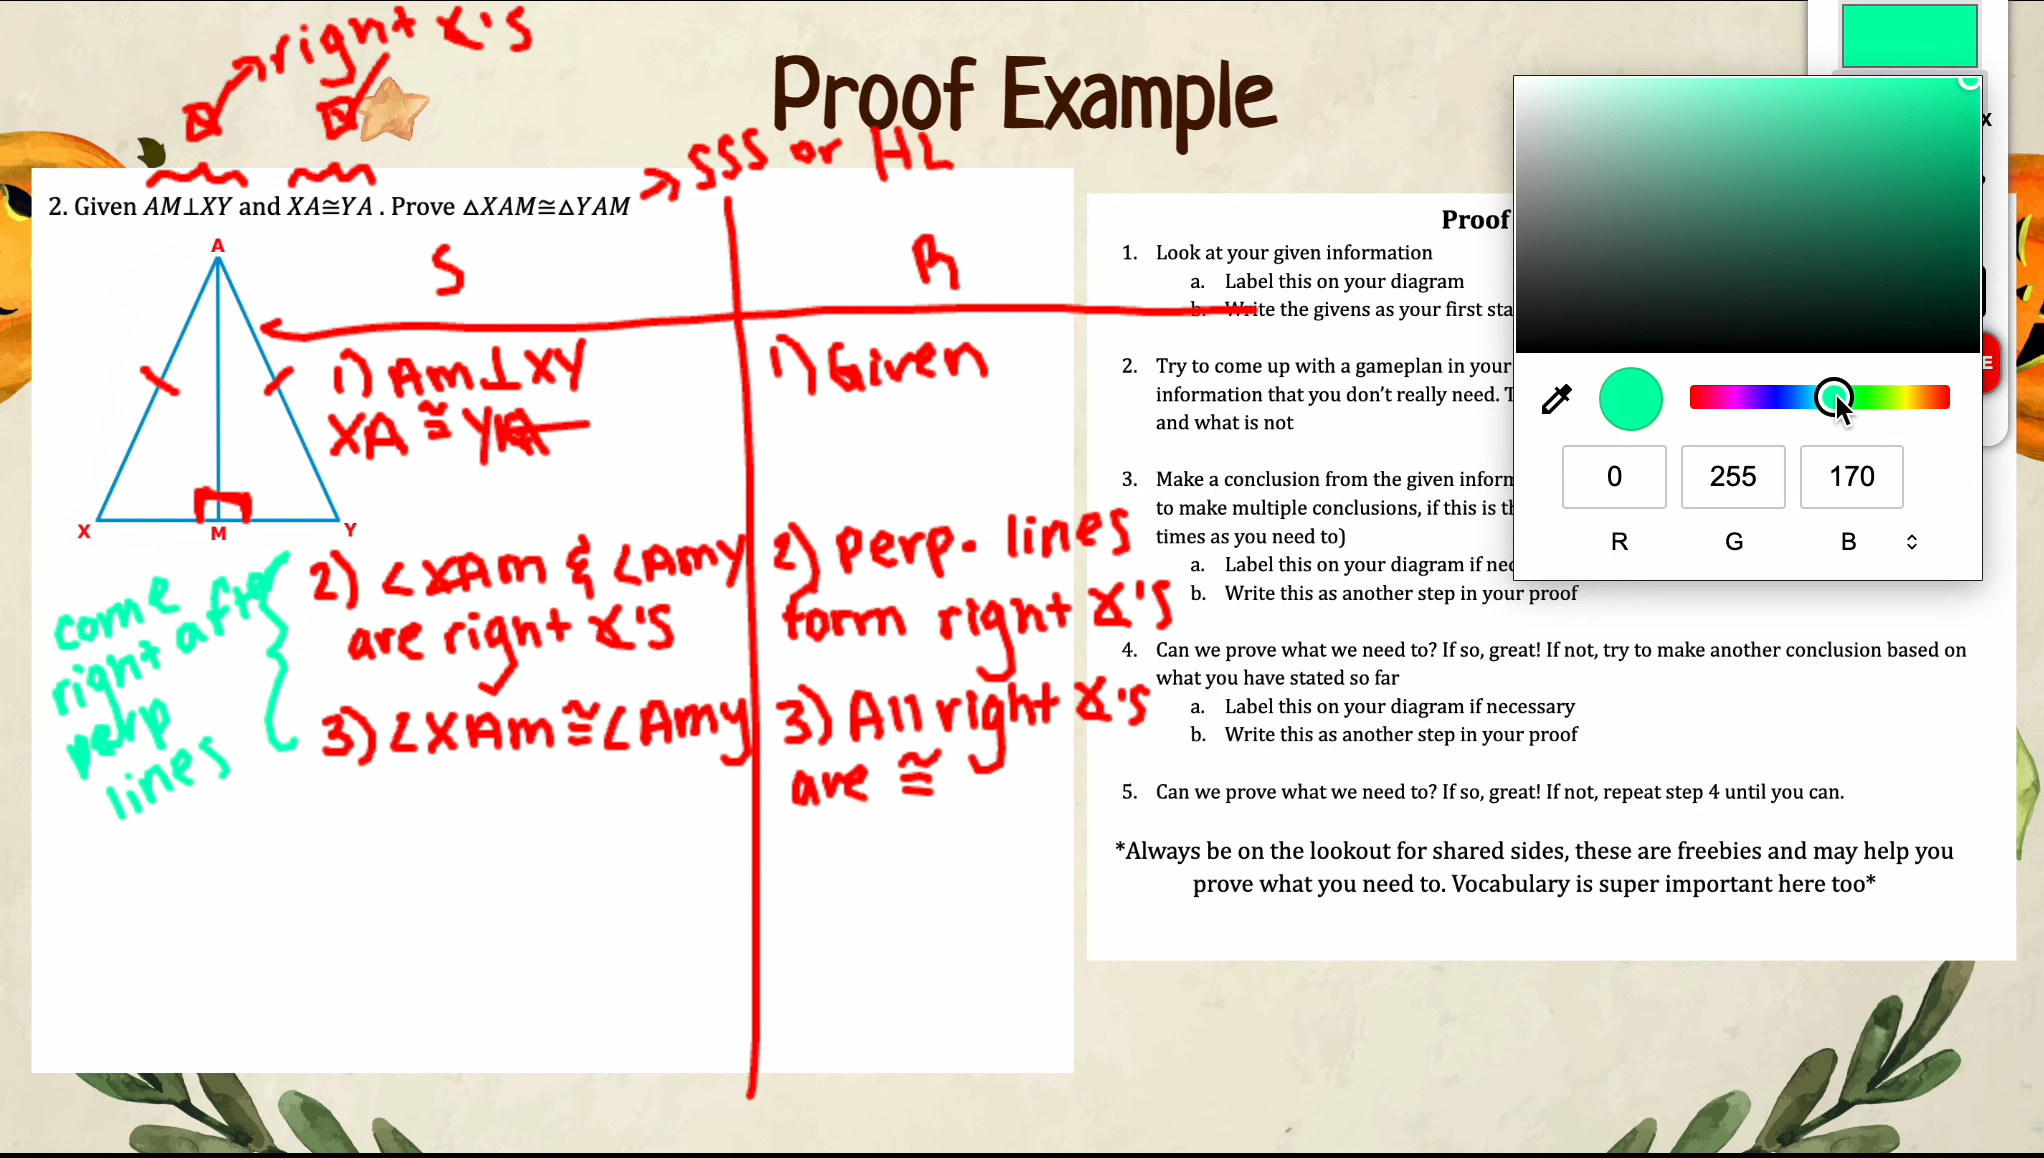 right ∠'s
Proof Example
→ SSS or HL
2. Given AM⊥XY and XA≅YA . Prove △XAM≅△YAM
A
X
M
Y
S
R
1) Am⊥XY
XA ≅ YA
1) Given
2) ∠XAm & ∠Amy
are right ∠'s
2) perp. lines
form right ∠'s
3) ∠XAm ≅ ∠Amy
3) All right ∠'s
are ≅
come
right after
perp
lines
Proof
1. Look at your given information
a. Label this on your diagram
b. Write the givens as your first sta
2. Try to come up with a gameplan in your
information that you don't really need. T
and what is not
3. Make a conclusion from the given inform
to make multiple conclusions, if this is th
times as you need to)
a. Label this on your diagram if nec
b. Write this as another step in your proof
4. Can we prove what we need to? If so, great! If not, try to make another conclusion based on
what you have stated so far
a. Label this on your diagram if necessary
b. Write this as another step in your proof
5. Can we prove what we need to? If so, great! If not, repeat step 4 until you can.
*Always be on the lookout for shared sides, these are freebies and may help you
prove what you need to. Vocabulary is super important here too*
x
E
0 255 170
R G B